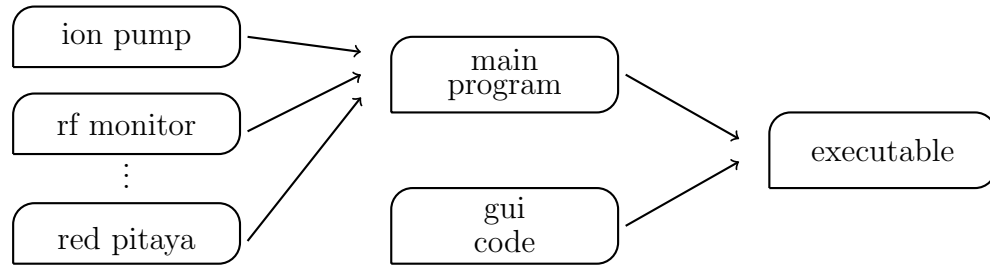 ion pump
rf monitor
⋮
red pitaya
main
program
gui
code
executable